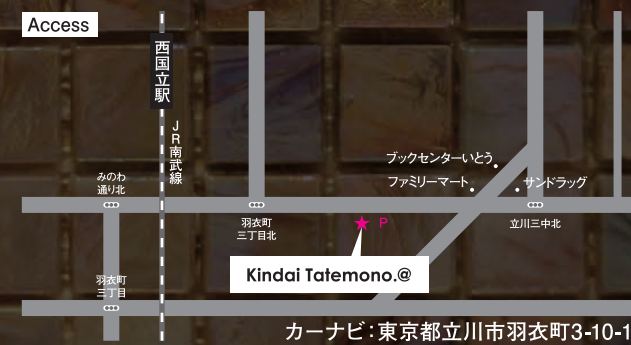 Access
西国立駅
JR南武線
ブックセンターいとう
ファミリーマート
サンドラッグ
みのわ
通り北
羽衣町
三丁目北
P
立川三中北
Kindai Tatemono.@
羽衣町
三丁目
カーナビ：東京都立川市羽衣町3-10-1